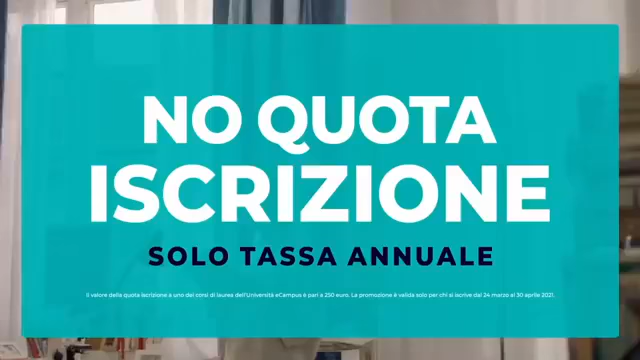 NO QUOTA
ISCRIZIONE
SOLO TASSA ANNUALE
Il valore della quota iscrizione a uno dei corsi di laurea dell'Università eCampus è pari a 250 euro. La promozione è valida solo per chi si iscrive dal 24 marzo al 30 aprile 2021.